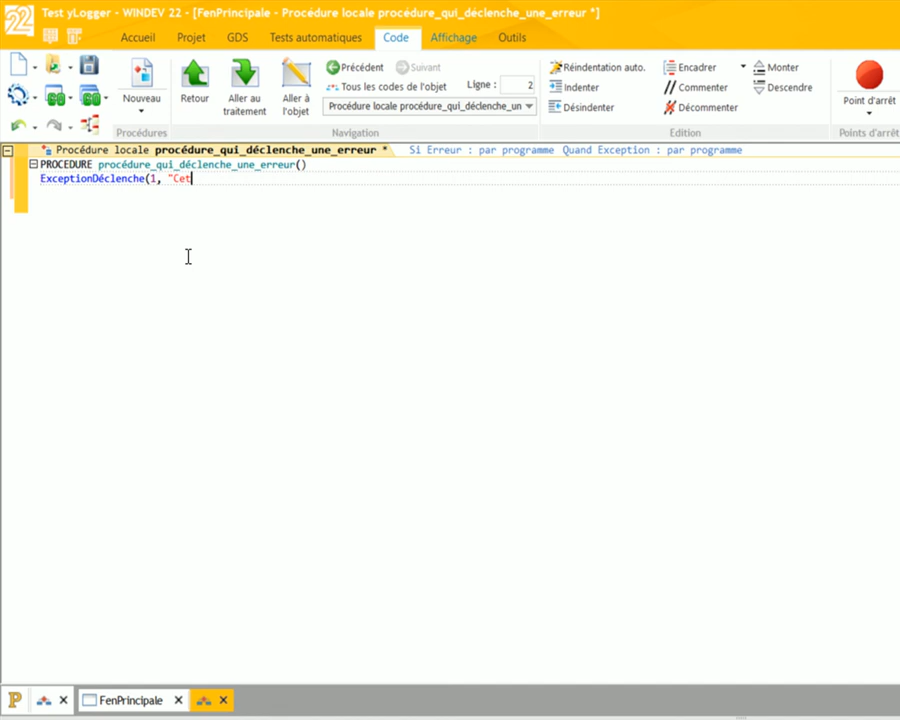 22
Test yLogger - WINDEV 22 - [FenPrincipale - Procédure locale procédure_qui_déclenche_une_erreur *]
Accueil Projet GDS Tests automatiques Code Affichage Outils
Nouveau
Procédures
Retour
Aller au traitement
Aller à l'objet
Précédent Suivant
Tous les codes de l'objet Ligne : 2
Procédure locale procédure_qui_déclenche_un
Navigation
Réindentation auto.
Indenter
Désindenter
Encadrer
// Commenter
Décommenter
Monter
Descendre
Edition
Point d'arrêt
Points d'arrêt
Procédure locale procédure_qui_déclenche_une_erreur * Si Erreur : par programme Quand Exception : par programme
PROCEDURE procédure_qui_déclenche_une_erreur()
ExceptionDéclenche(1, "Cet
P FenPrincipale